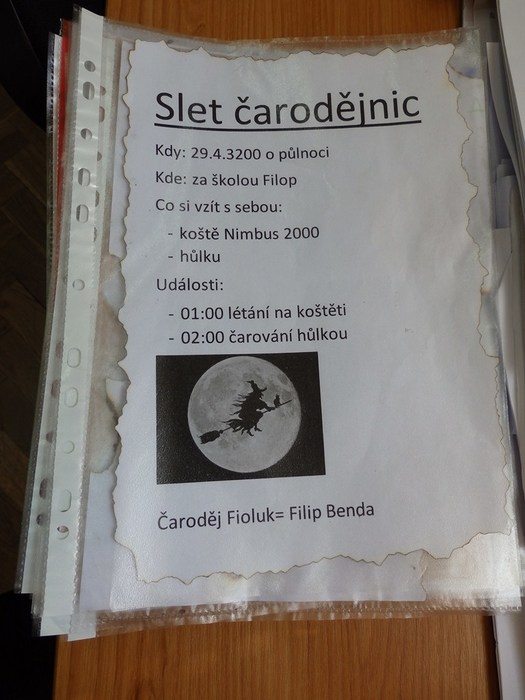 Slet čarodějnic
Kdy: 29.4.3200 o půlnoci
Kde: za školou Filop
Co si vzít s sebou:
- koště Nimbus 2000
- hůlku
Události:
- 01:00 létání na koštěti
- 02:00 čarování hůlkou
Čaroděj Fioluk= Filip Benda